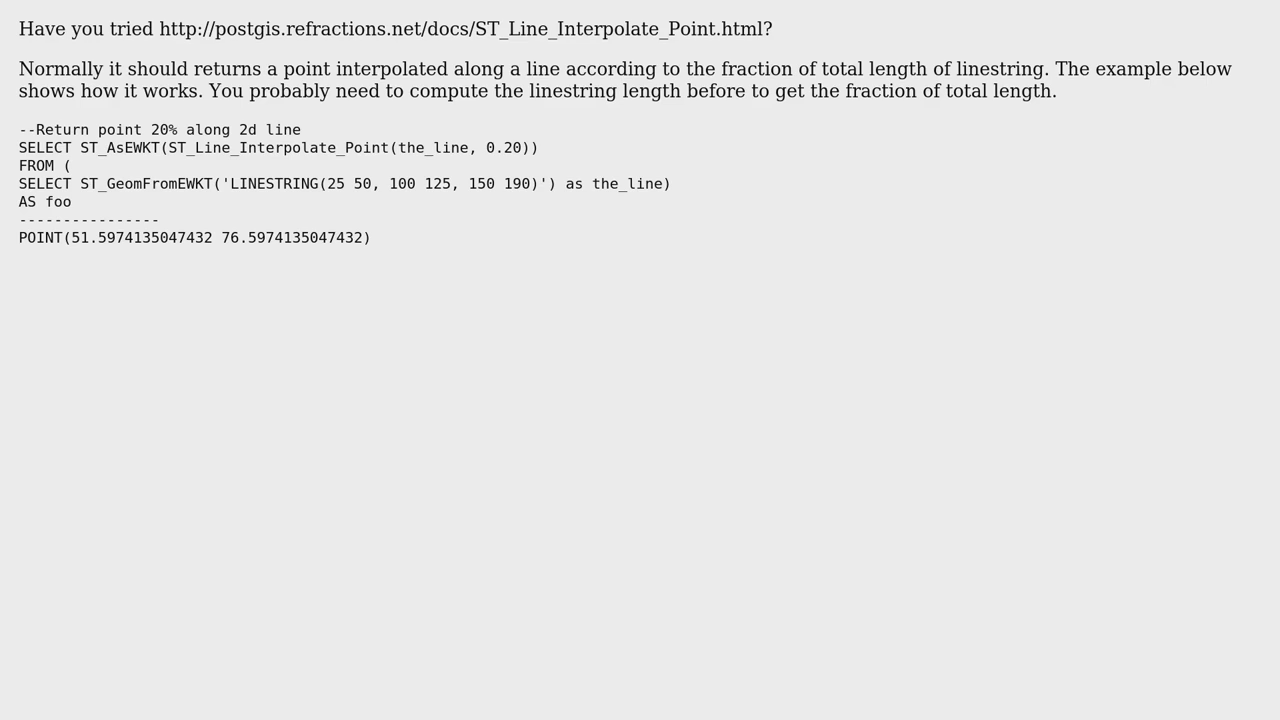 Have you tried http://postgis.refractions.net/docs/ST_Line_Interpolate_Point.html?
Normally it should returns a point interpolated along a line according to the fraction of total length of linestring. The example below
shows how it works. You probably need to compute the linestring length before to get the fraction of total length.
--Return point 20% along 2d line
SELECT ST_AsEWKT(ST_Line_Interpolate_Point(the_line, 0.20))
FROM (
SELECT ST_GeomFromEWKT('LINESTRING(25 50, 100 125, 150 190)') as the_line)
AS foo
----------------
POINT(51.5974135047432 76.5974135047432)